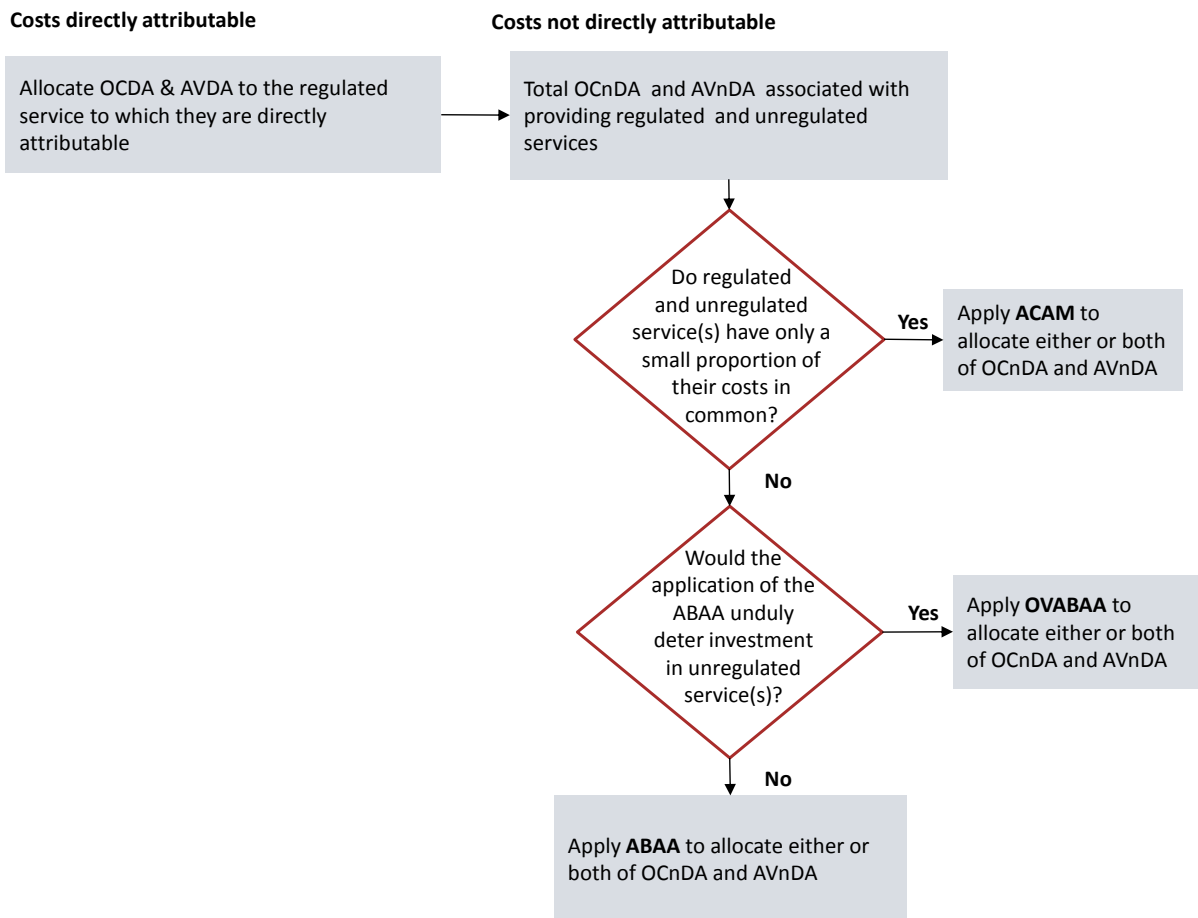 Costs directly attributable
Costs not directly attributable
Allocate OCDA & AVDA to the regulated
service to which they are directly
attributable
Total OCnDA and AVnDA associated with
providing regulated and unregulated
services
Do regulated
and unregulated
service(s) have only a
small proportion of
their costs in
common?
Yes
Apply ACAM to
allocate either or both
of OCnDA and AVnDA
No
Would the
application of the
ABAA unduly
deter investment
in unregulated
service(s)?
Yes
Apply OVABAA to
allocate either or both
of OCnDA and AVnDA
No
Apply ABAA to allocate either or
both of OCnDA and AVnDA